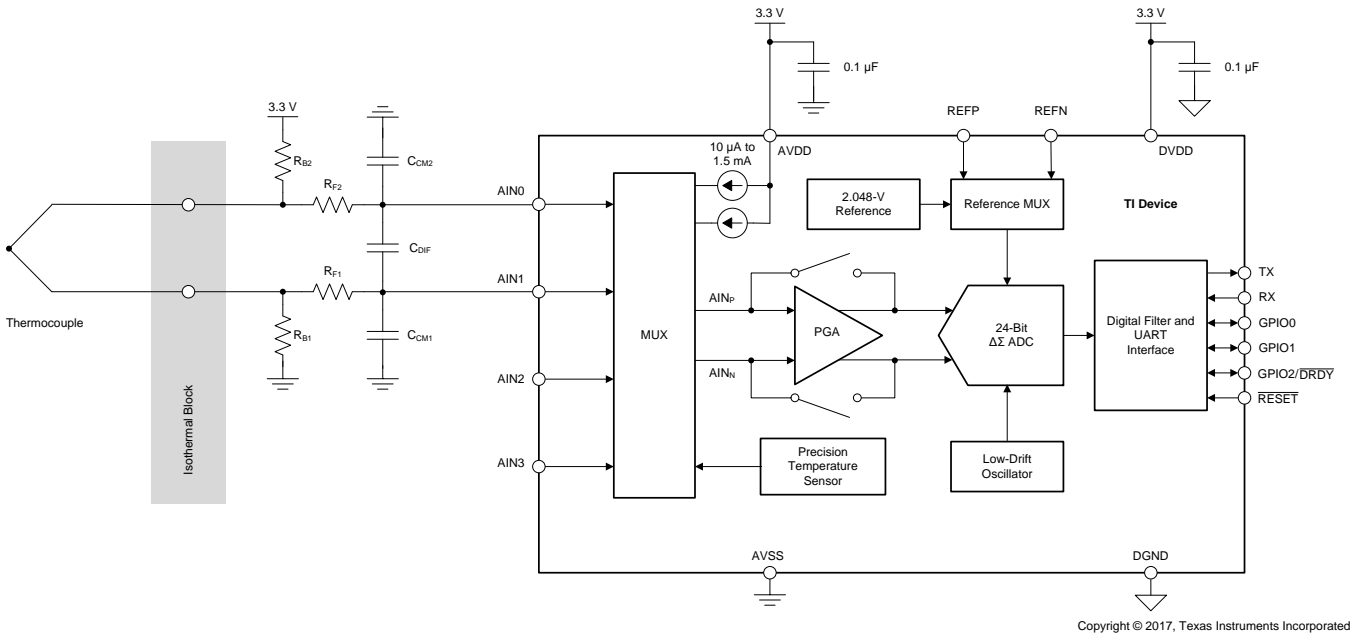 3.3 V
3.3 V
0.1 µF
0.1 µF
3.3 V
REFP
REFN
RB2
CCM2
10 µA to
1.5 mA
AVDD
DVDD
RF2
AIN0
2.048-V
Reference
Reference MUX
TI Device
CDIF
RF1
AIN1
TX
RX
Thermocouple
AINP
GPIO0
MUX
PGA
24-Bit
ΔΣ ADC
Digital Filter and
UART
Interface
RB1
CCM1
GPIO1
AINN
GPIO2/DRDY
AIN2
RESET
Isothermal Block
AIN3
Precision
Temperature
Sensor
Low-Drift
Oscillator
AVSS
DGND
Copyright © 2017, Texas Instruments Incorporated